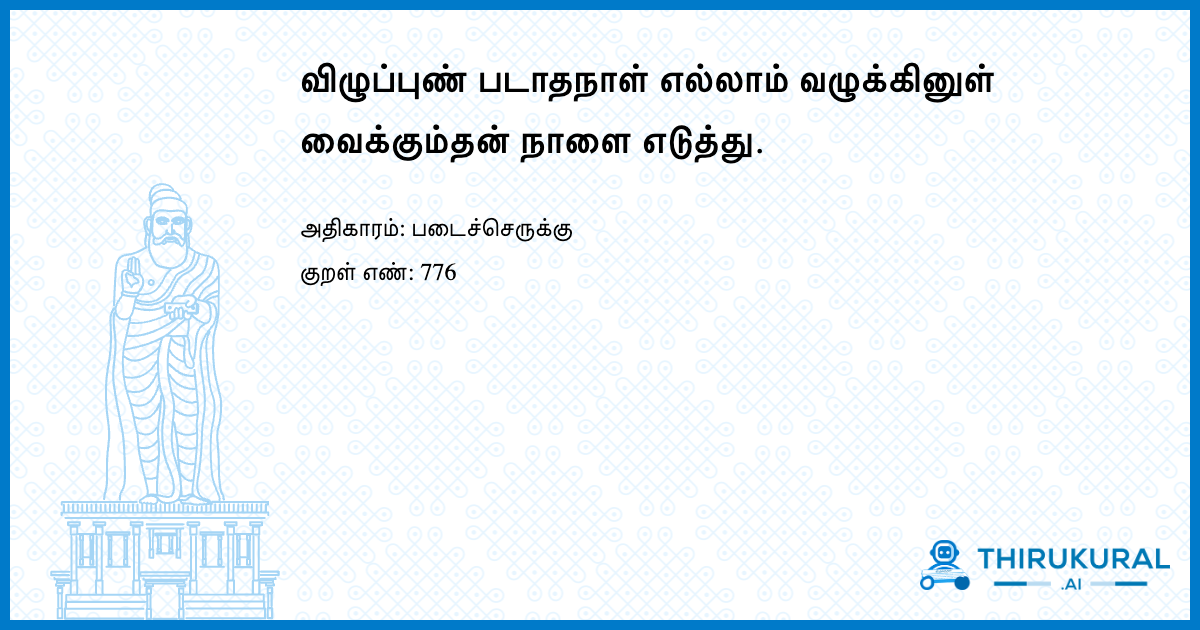 விழுப்புண் படாதநாள் எல்லாம் வழுக்கினுள்
வைக்கும்தன் நாளை எடுத்து.
அதிகாரம்: படைச்செருக்கு
குறள் எண்: 776
THIRUKURAL
.AI